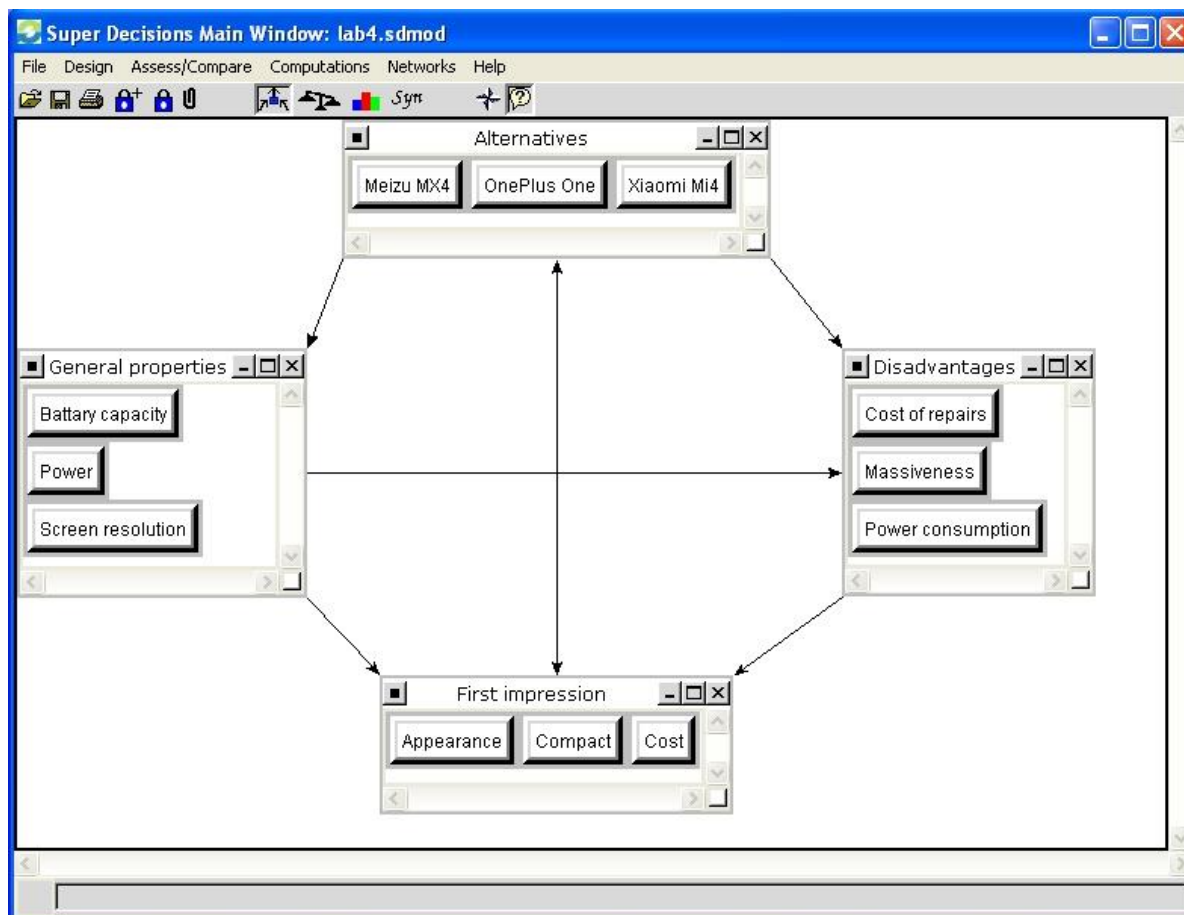 Super Decisions Main Window: lab4.sdmod
File Design Assess/Compare Computations Networks Help
Syn
Alternatives
Meizu MX4 OnePlus One Xiaomi Mi4
General properties
Battary capacity
Power
Screen resolution
Disadvantages
Cost of repairs
Massiveness
Power consumption
First impression
Appearance Compact Cost